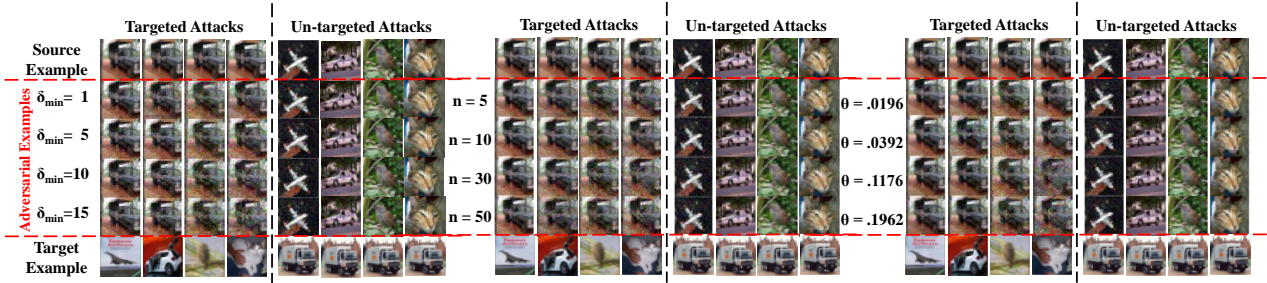 Targeted Attacks
Un-targeted Attacks
Targeted Attacks
Un-targeted Attacks
Targeted Attacks
Un-targeted Attacks
Source
Example
Adversarial Examples
δmin= 1
δmin= 5
δmin=10
δmin=15
n = 5
n = 10
n = 30
n = 50
θ = .0196
θ = .0392
θ = .1176
θ = .1962
Target
Example